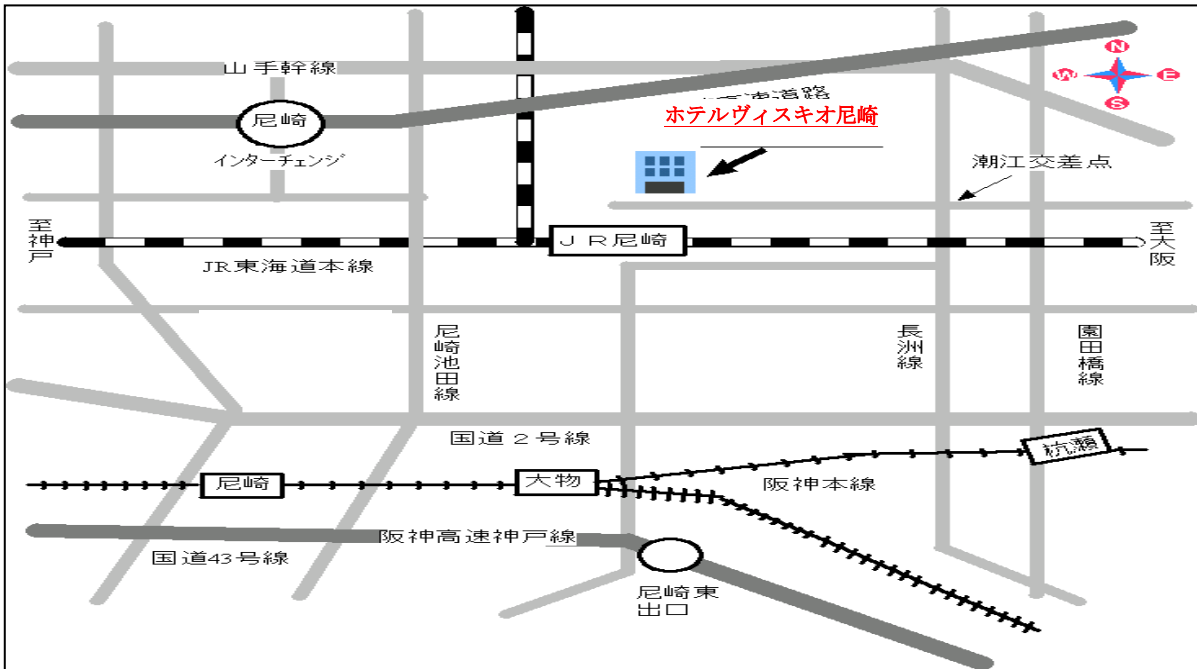 N
W
E
S
山手幹線
高速道路
尼崎
インターチェンジ
ホテルヴィスキオ尼崎
潮江交差点
至神戸
JR尼崎
至大阪
JR東海道本線
尼崎池田線
長洲線
園田橋線
国道2号線
杭瀬
尼崎
大物
阪神本線
阪神高速神戸線
国道43号線
尼崎東
出口